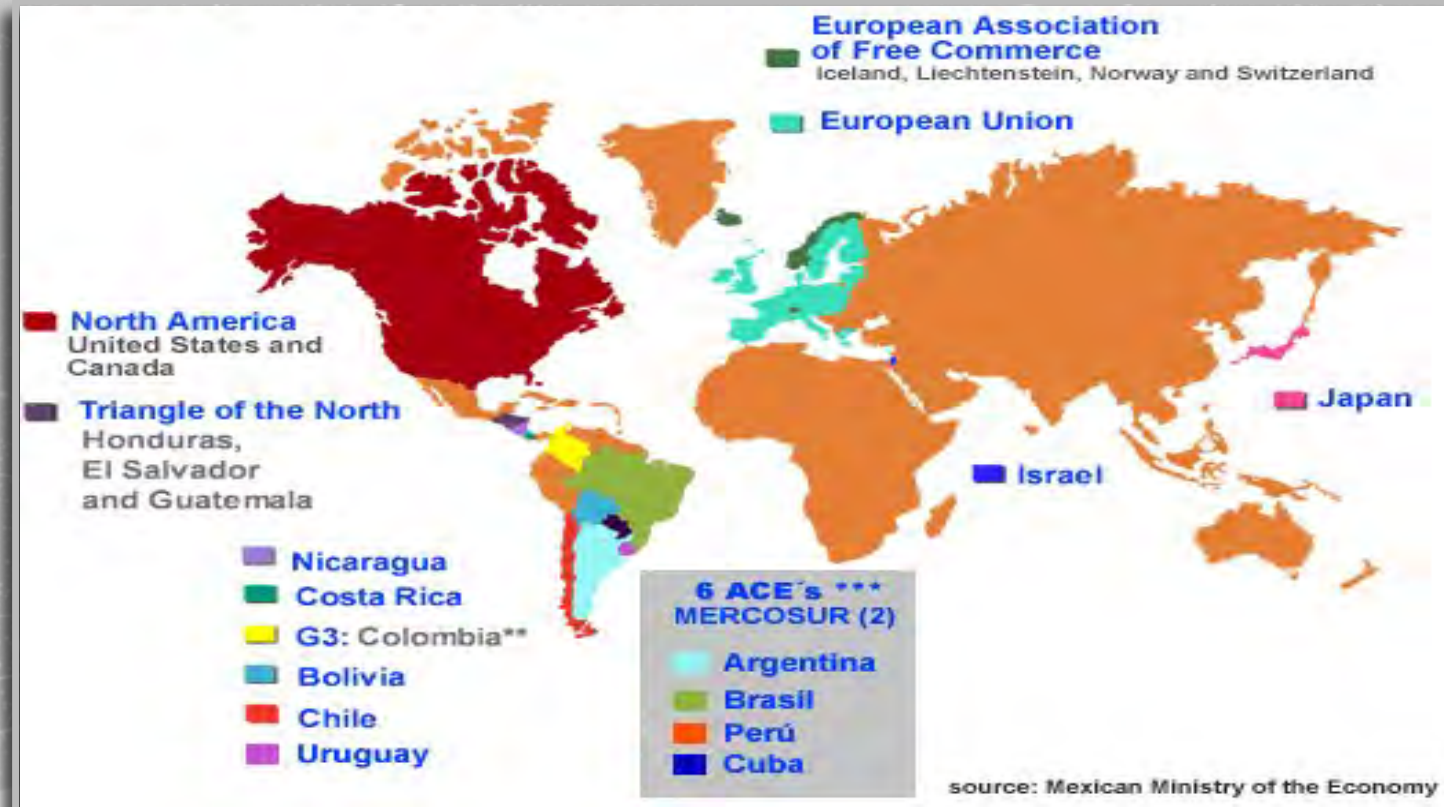 European Association
of Free Commerce
Iceland, Liechtenstein, Norway and Switzerland
European Union
North America
United States and
Canada
Triangle of the North
Honduras,
El Salvador
and Guatemala
Japan
Israel
Nicaragua
Costa Rica
G3: Colombia**
Bolivia
Chile
Uruguay
6 ACE´s ***
MERCOSUR (2)
Argentina
Brasil
Perú
Cuba
source: Mexican Ministry of the Economy